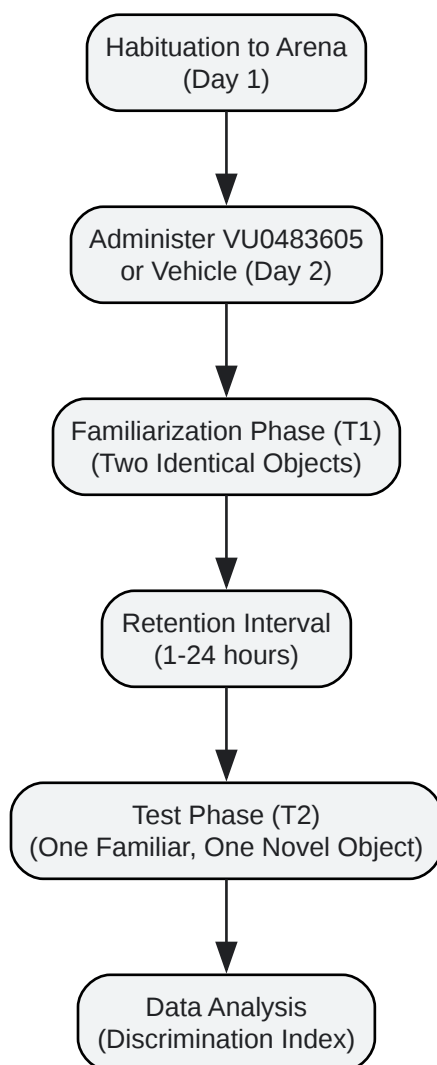 Habituation to Arena
(Day 1)
Administer VU0483605
or Vehicle (Day 2)
Familiarization Phase (T1)
(Two Identical Objects)
Retention Interval
(1-24 hours)
Test Phase (T2)
(One Familiar, One Novel Object)
Data Analysis
(Discrimination Index)